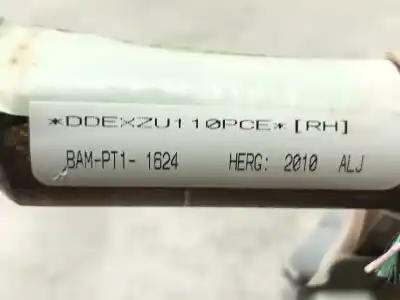 *DDEXZU110PCE*[RH]
BAM-PT1- 1624 HERG: 2010 ALJ